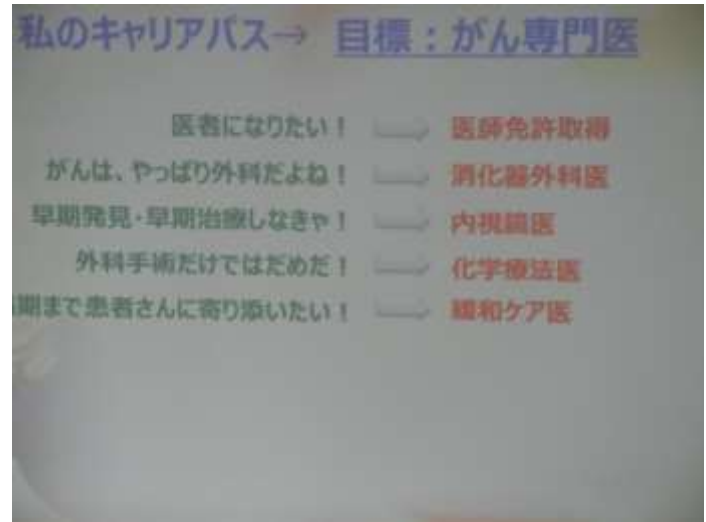 私のキャリアパス→ 目標：がん専門医
医者になりたい！ ⇒ 医師免許取得
がんは、やっぱり外科だよね！ ⇒ 消化器外科医
早期発見・早期治療しなきゃ！ ⇒ 内視鏡医
外科手術だけではだめだ！ ⇒ 化学療法医
期まで患者さんに寄り添いたい！ ⇒ 緩和ケア医